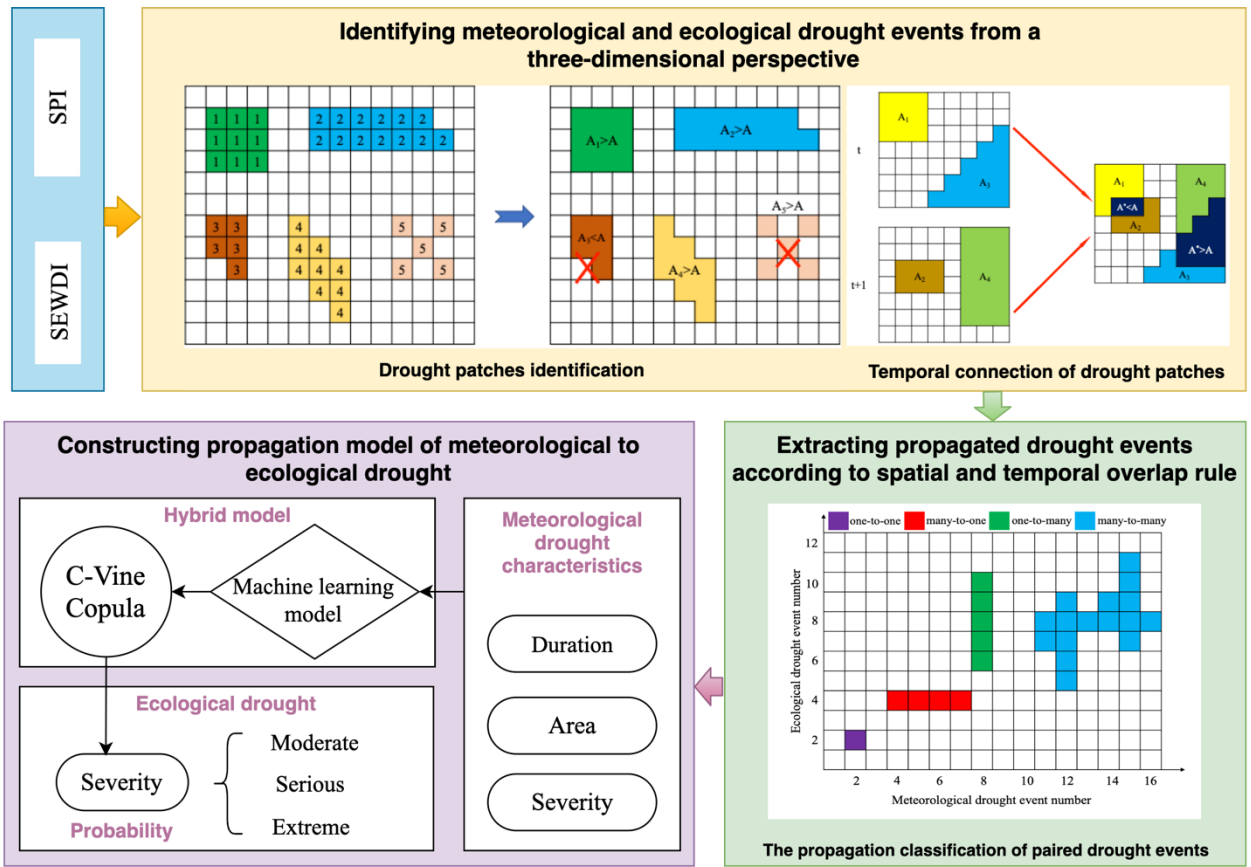 SPI
SEWDI
Identifying meteorological and ecological drought events from a
three-dimensional perspective
1 1 1
1 1 1
1 1 1
2 2 2 2 2 2
2 2 2 2 2 2 2
3 3
3 3
3
4
4 4
4 4 4
4 4
4
5 5
5
5 5
A₁>A
A₂>A
A₃<A
A₄>A
A₅>A
Drought patches identification
t
A₁
A₃
t+1
A₂
A₄
A₁
A₄
A*<A
A₂
A*>A
A₃
Temporal connection of drought patches
Constructing propagation model of meteorological to
ecological drought
Hybrid model
C-Vine
Copula
Machine learning
model
Meteorological
drought
characteristics
Duration
Area
Severity
Ecological drought
Severity
Moderate
Serious
Extreme
Probability
Extracting propagated drought events
according to spatial and temporal overlap rule
one-to-one many-to-one one-to-many many-to-many
Ecological drought event number
12
10
8
6
4
2
2 4 6 8 10 12 14 16
Meteorological drought event number
The propagation classification of paired drought events